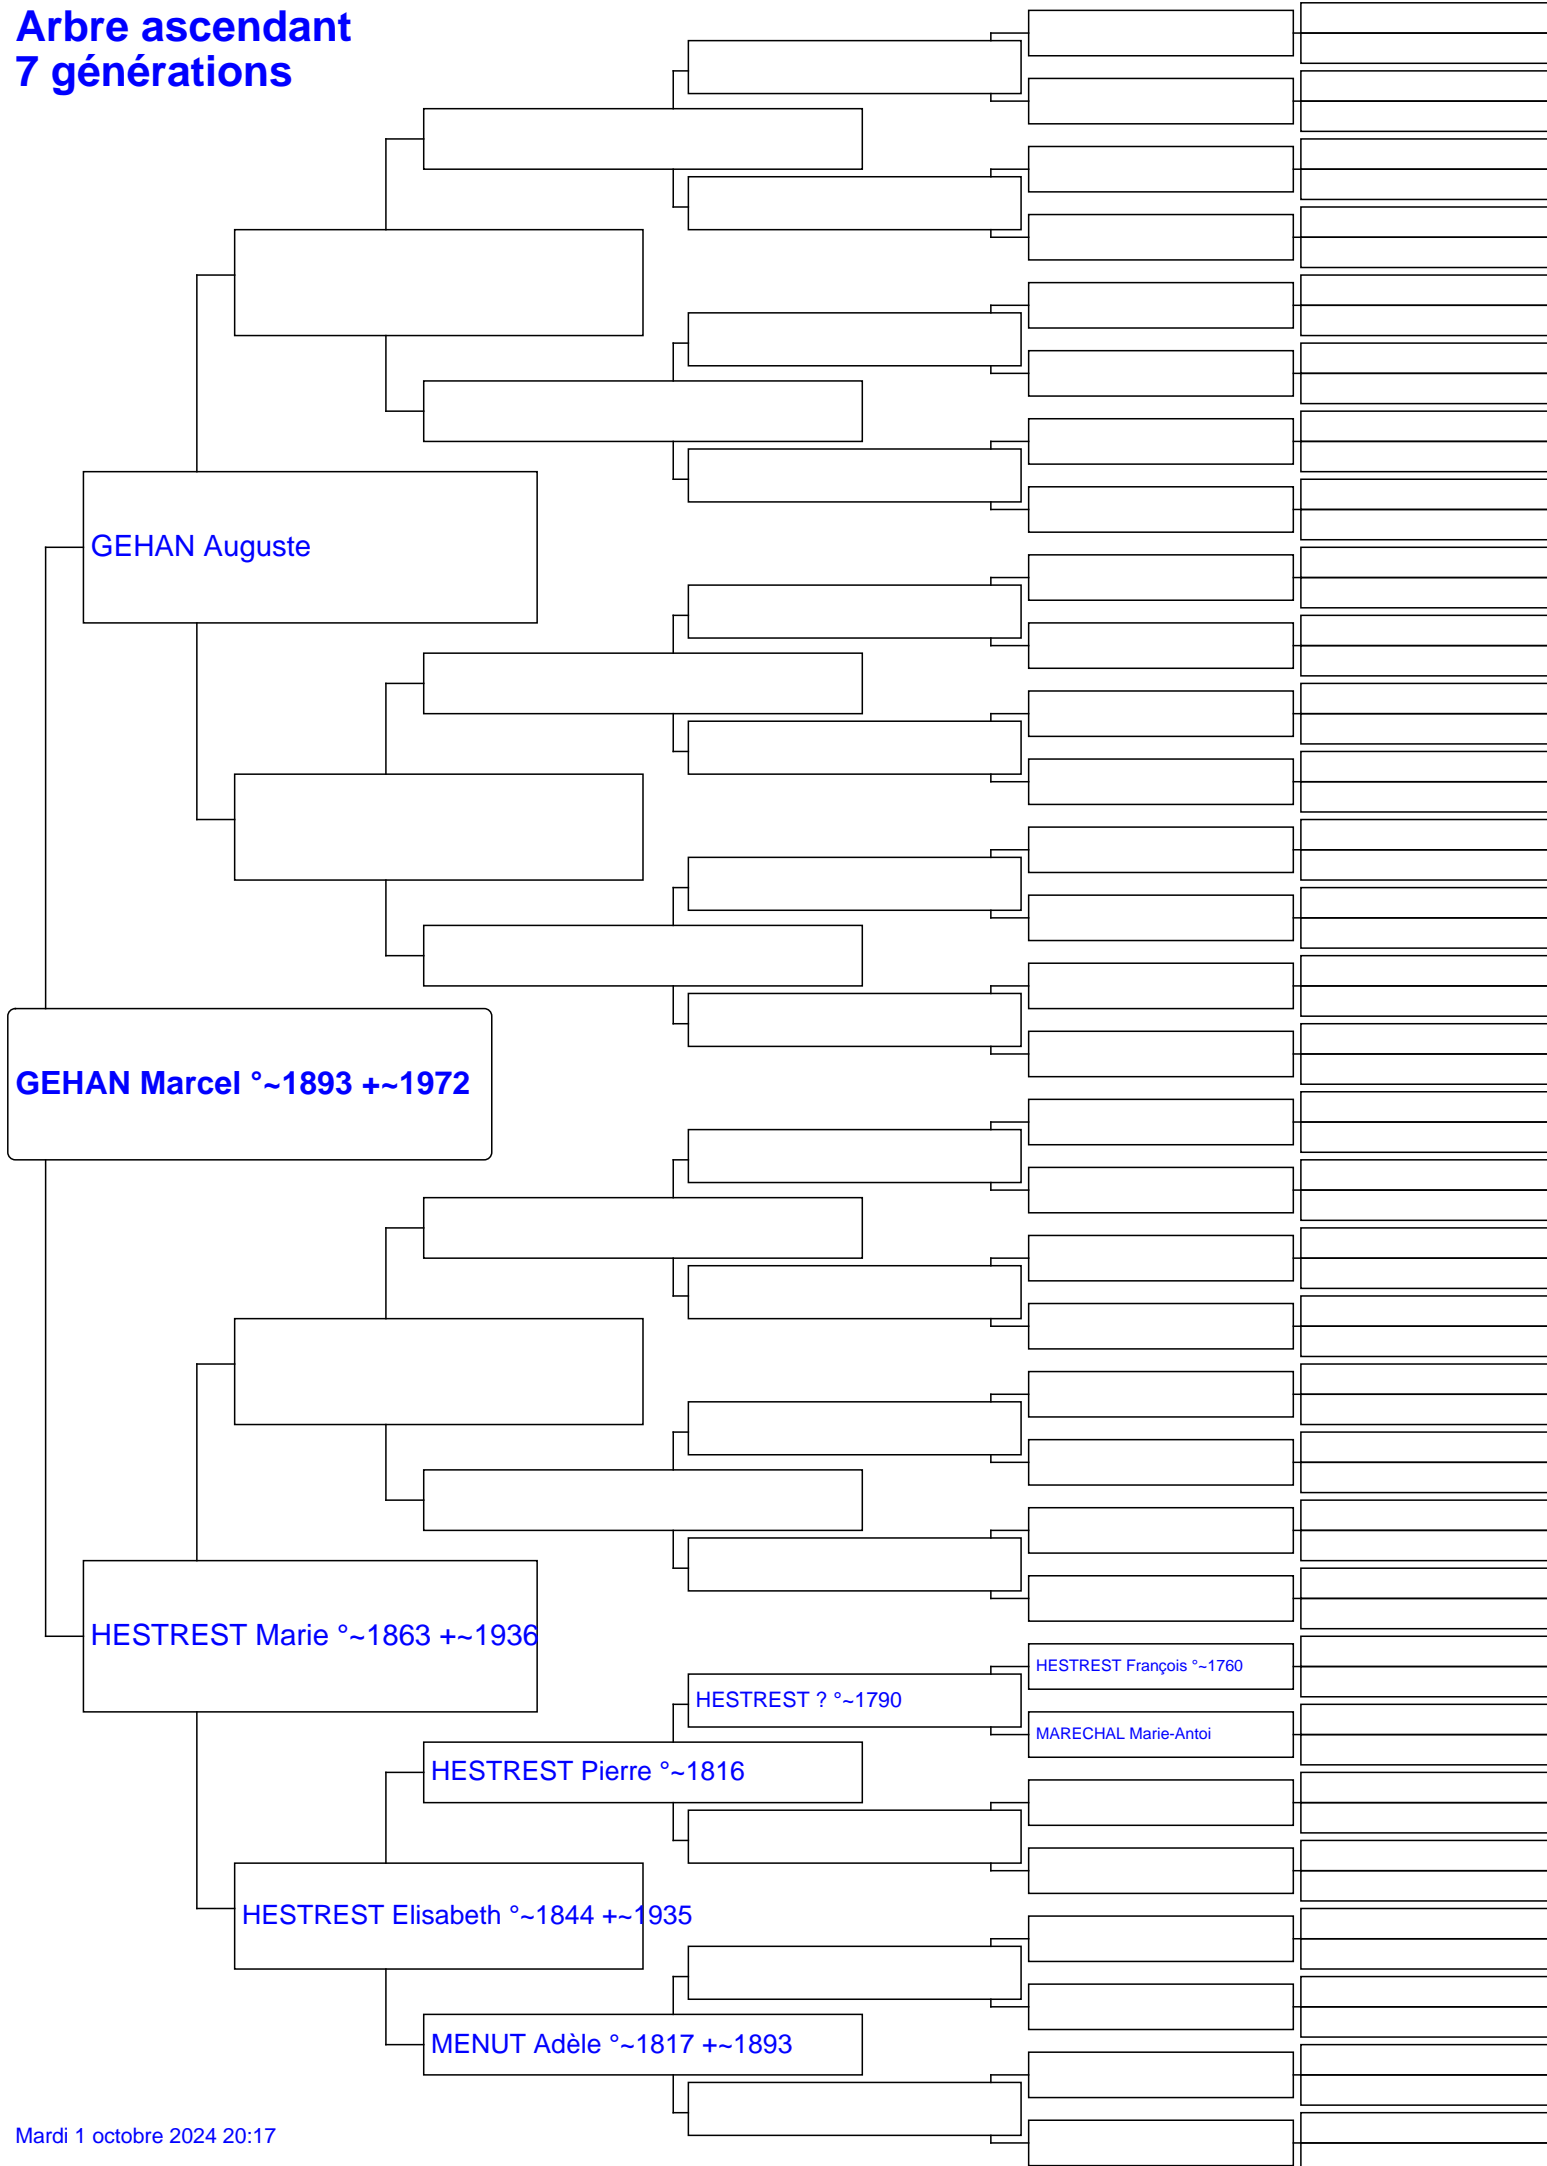 Arbre ascendant
7 générations
GEHAN Auguste
GEHAN Marcel °~1893 +~1972
HESTREST Marie °~1863 +~1936
HESTREST François °~1760
HESTREST ? °~1790
MARECHAL Marie-Antoi
HESTREST Pierre °~1816
HESTREST Elisabeth °~1844 +~1935
MENUT Adèle °~1817 +~1893
Mardi 1 octobre 2024 20:17